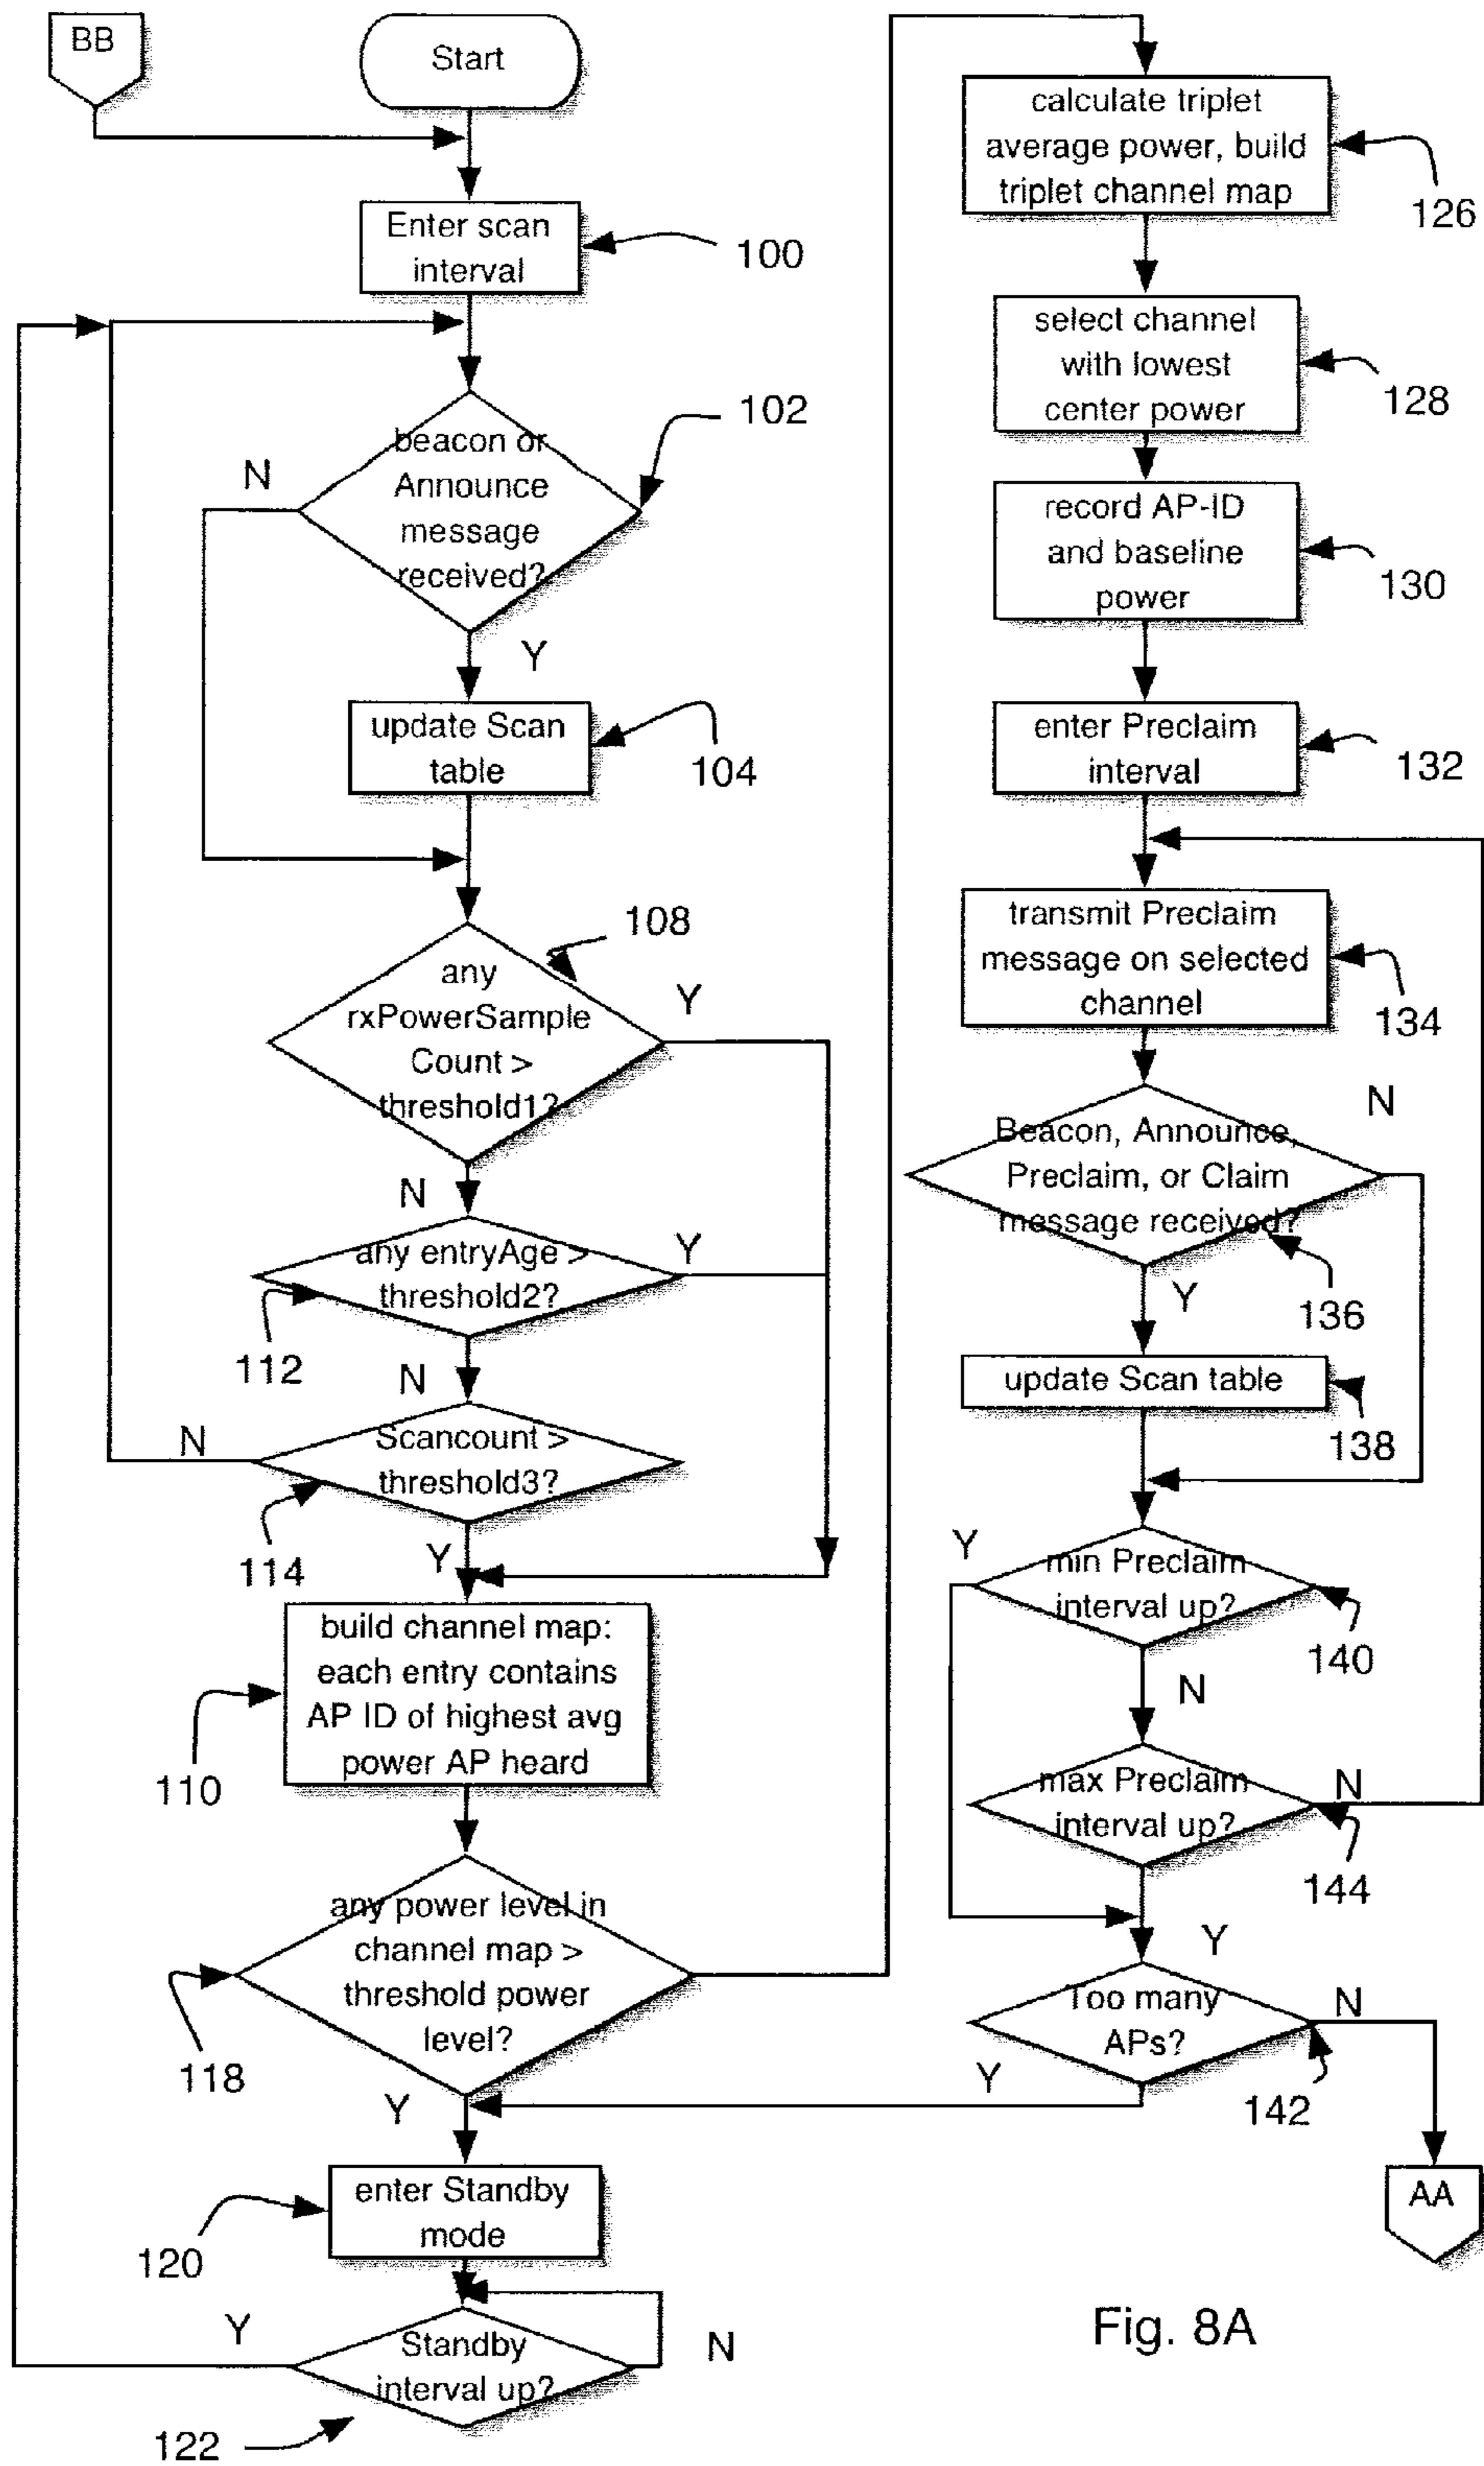 BB
Start
Enter scan
interval
100
beacon or
Announce
message
received?
102
N
Y
update Scan
table
104
any
rxPowerSample
Count >
threshold1?
108
Y
N
any entryAge >
threshold2?
Y
112
N
Scancount >
threshold3?
N
114
Y
build channel map:
each entry contains
AP ID of highest avg
power AP heard
110
any power level in
channel map >
threshold power
level?
118
Y
enter Standby
mode
120
Standby
interval up?
Y
N
122
calculate triplet
average power, build
triplet channel map
126
select channel
with lowest
center power
128
record AP-ID
and baseline
power
130
enter Preclaim
interval
132
transmit Preclaim
message on selected
channel
134
Beacon, Announce,
Preclaim, or Claim
message received?
N
136
Y
update Scan table
138
min Preclaim
interval up?
Y
140
N
max Preclaim
interval up?
N
144
Y
Too many
APs?
N
Y
142
AA
Fig. 8A